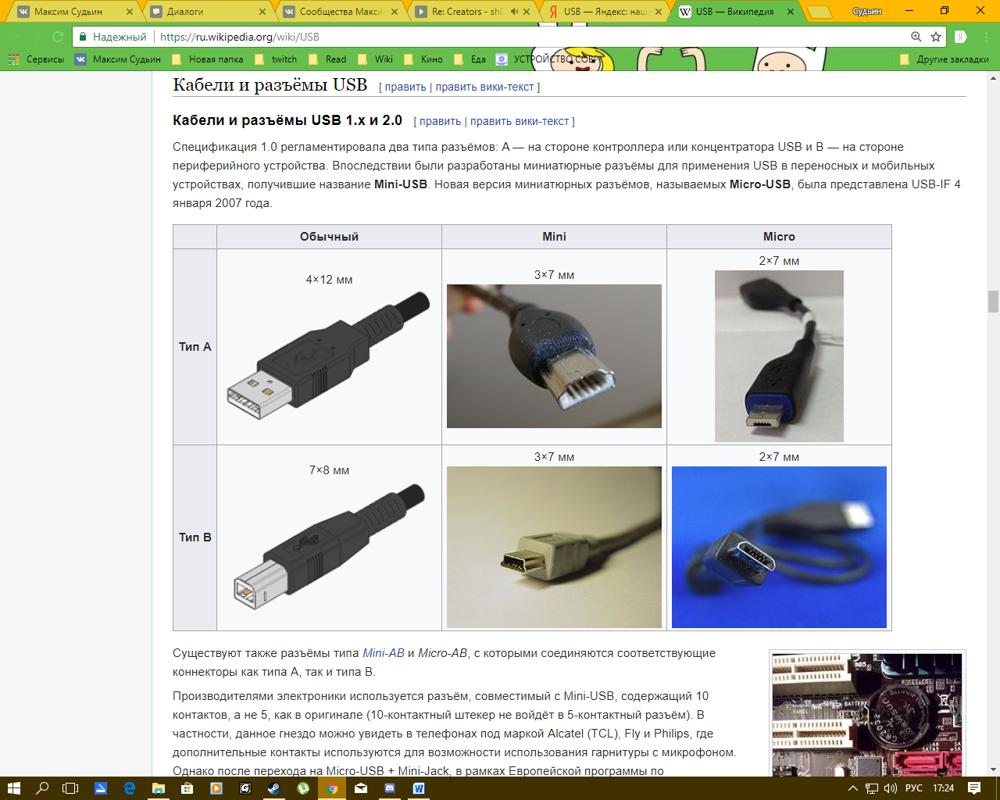 Максим Судьин
Диалоги
Сообщества Макси
Re: Creators - sh
USB — Яндекс: наш
USB — Википедия
Судьин
Надежный
https://ru.wikipedia.org/wiki/USB
Сервисы
Максим Судьин
Новая папка
twitch
Read
Wiki
Кино
Еда
УСТРОЙСТВО СОВ
Другие закладки
Кабели и разъёмы USB [ править | править вики-текст ]
Кабели и разъёмы USB 1.x и 2.0 [ править | править вики-текст ]
Спецификация 1.0 регламентировала два типа разъёмов: A — на стороне контроллера или концентратора USB и B — на стороне
периферийного устройства. Впоследствии были разработаны миниатюрные разъёмы для применения USB в переносных и мобильных
устройствах, получившие название Mini-USB. Новая версия миниатюрных разъёмов, называемых Micro-USB, была представлена USB-IF 4
января 2007 года.
Обычный Mini Micro
Тип A
4×12 мм
3×7 мм
2×7 мм
Тип B
7×8 мм
3×7 мм
2×7 мм
Существуют также разъёмы типа Mini-AB и Micro-AB, с которыми соединяются соответствующие
коннекторы как типа A, так и типа B.
Производителями электроники используется разъём, совместимый с Mini-USB, содержащий 10
контактов, а не 5, как в оригинале (10-контактный штекер не войдёт в 5-контактный разъём). В
частности, данное гнездо можно увидеть в телефонах под маркой Alcatel (TCL), Fly и Philips, где
дополнительные контакты используются для возможности использования гарнитуры с микрофоном.
Однако после перехода на Micro-USB + Mini-Jack, в рамках Европейской программы по
PANEL
BATTERY
CR2032
SATA5
РУС
17:24